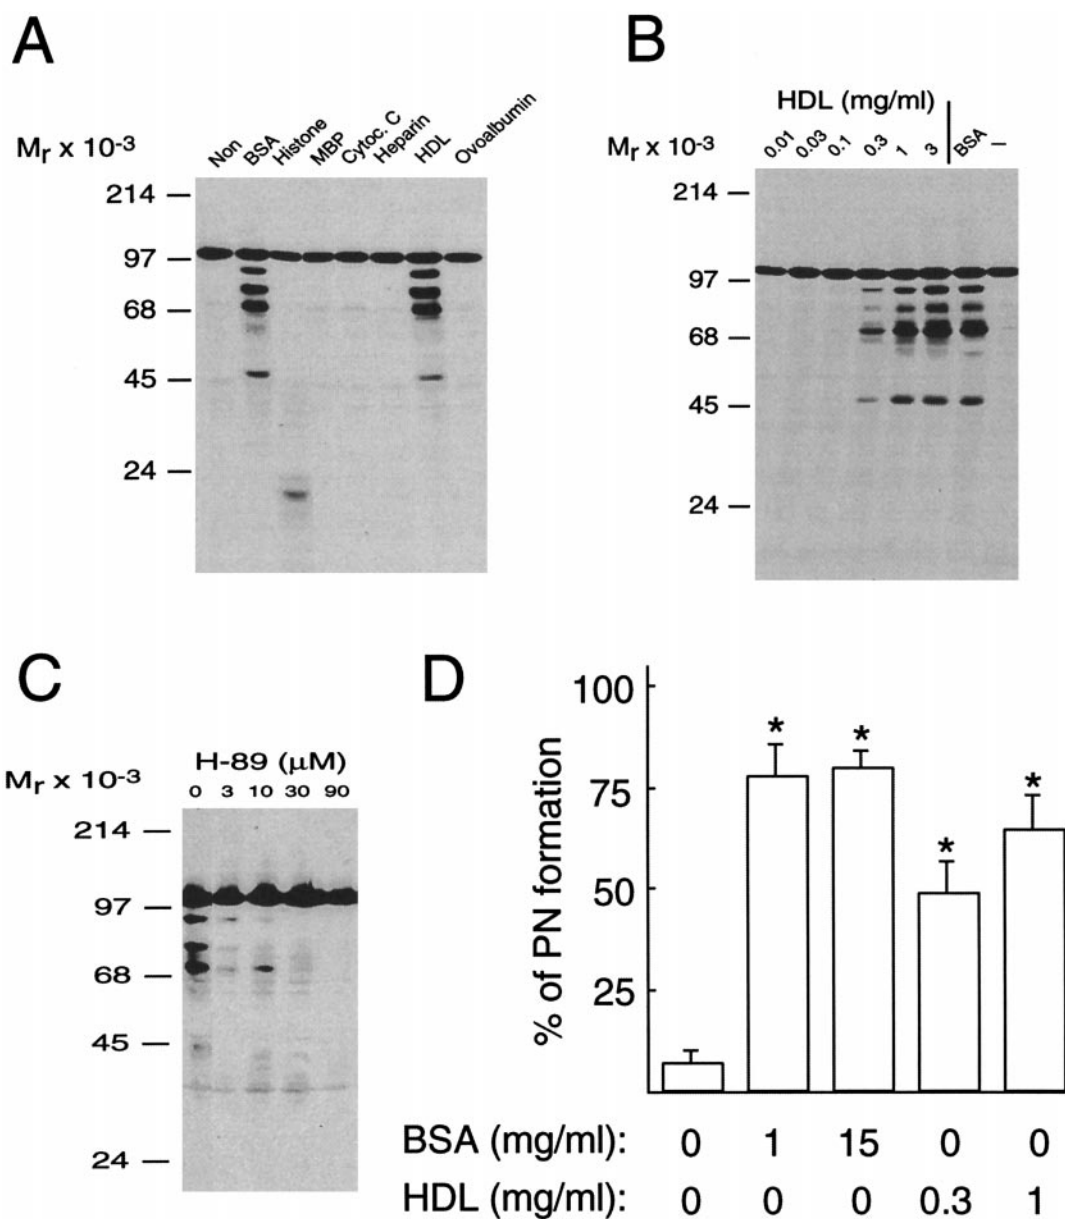 A
Mr x 10-3
Non BSA Histone MBP Cytoc. C Heparin HDL Ovoalbumin
214
97
68
45
24
B
HDL (mg/ml)
Mr x 10-3
0.01 0.03 0.1 0.3 1 3 BSA –
214
97
68
45
24
C
H-89 (μM)
Mr x 10-3
0 3 10 30 90
214
97
68
45
24
D
% of PN formation
100
75
50
25
* * * *
BSA (mg/ml): 0 1 15 0 0
HDL (mg/ml): 0 0 0 0.3 1